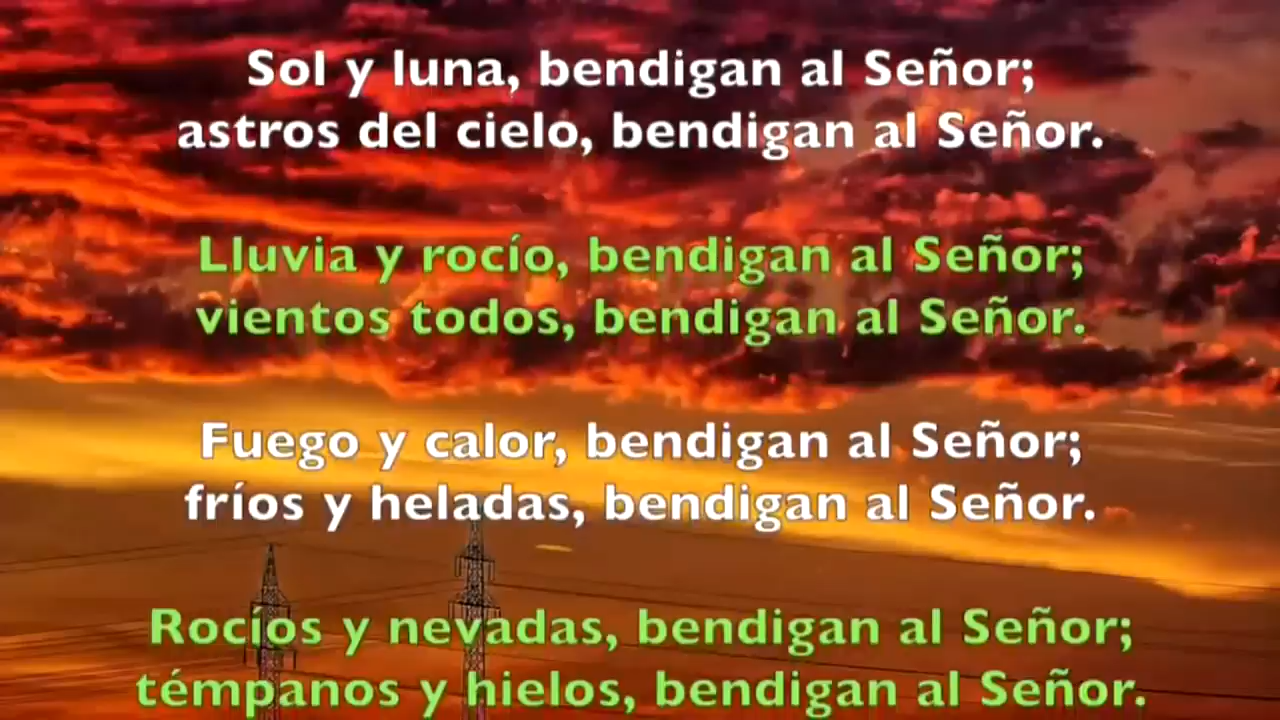 Sol y luna, bendigan al Señor;
astros del cielo, bendigan al Señor.
Lluvia y rocío, bendigan al Señor;
vientos todos, bendigan al Señor.
Fuego y calor, bendigan al Señor;
fríos y heladas, bendigan al Señor.
Rocíos y nevadas, bendigan al Señor;
témpanos y hielos, bendigan al Señor.